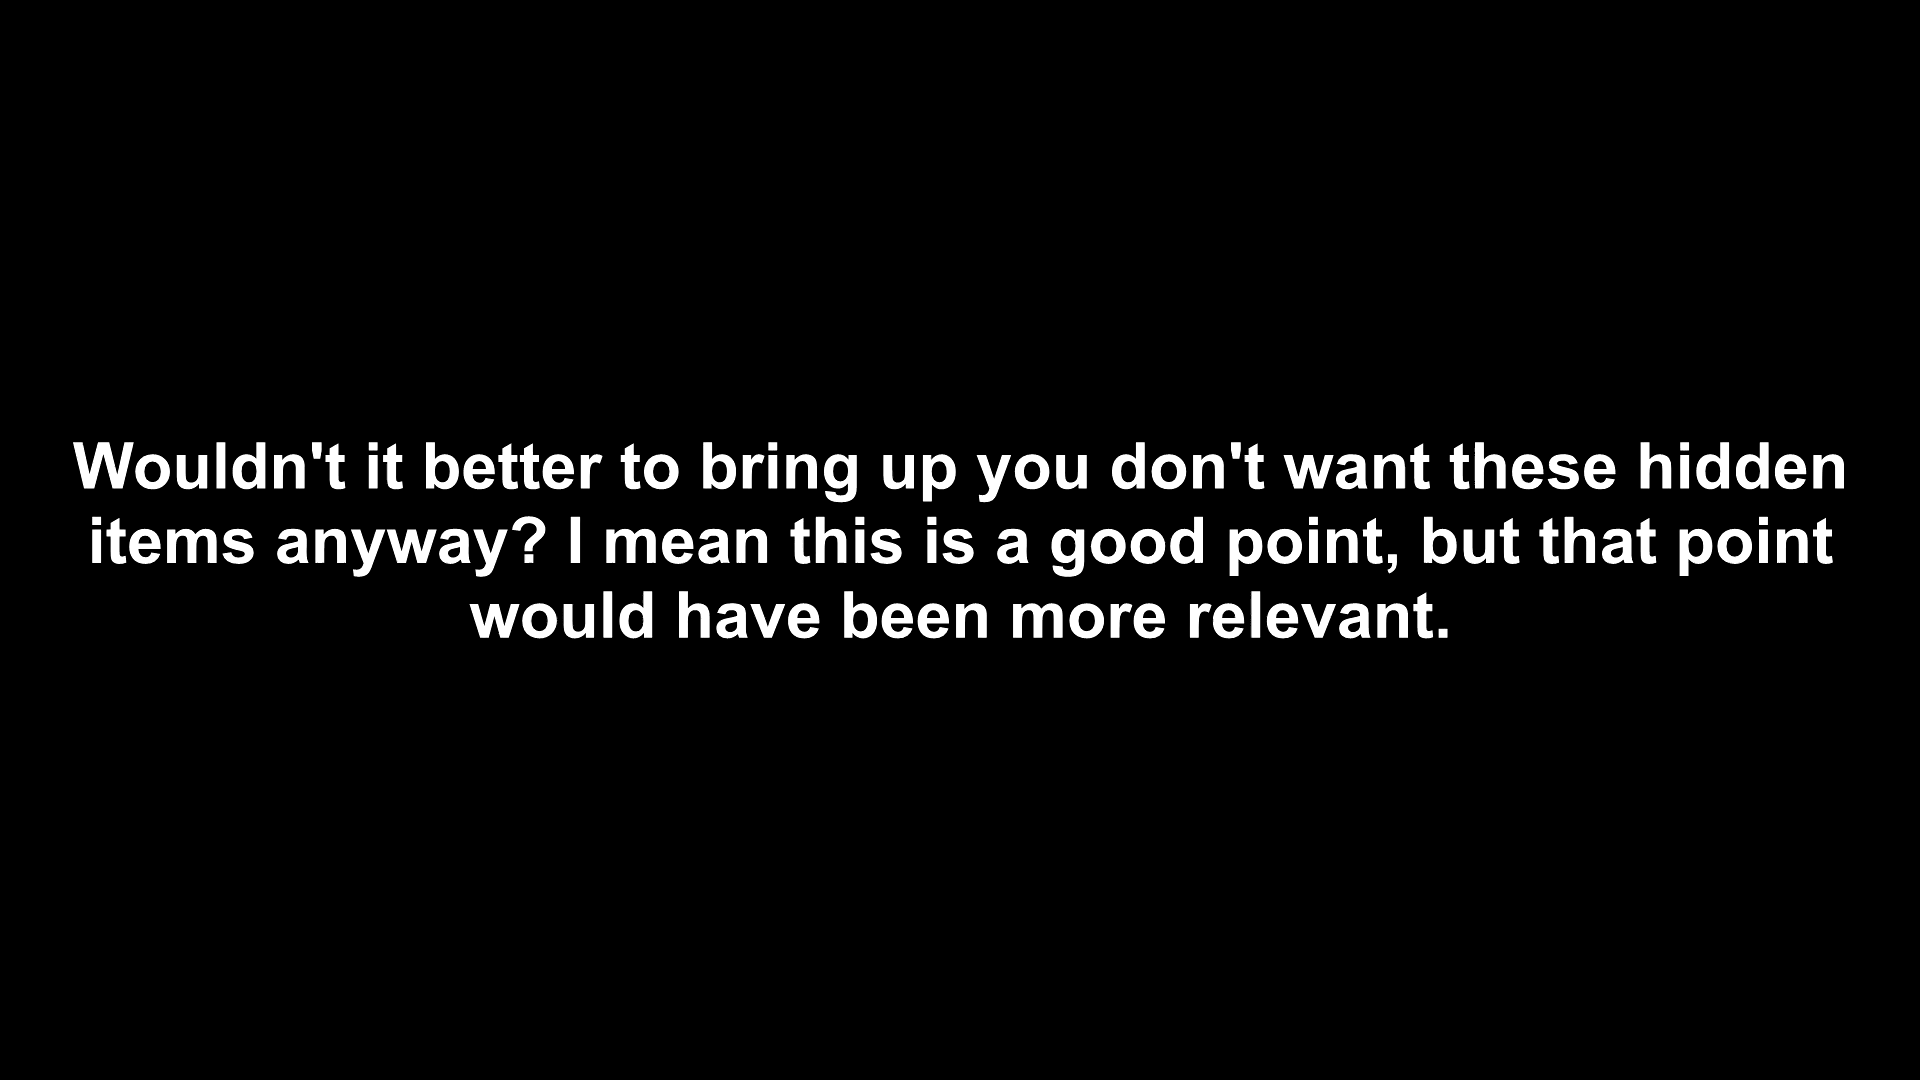 Wouldn't it better to bring up you don't want these hidden
items anyway? I mean this is a good point, but that point
would have been more relevant.